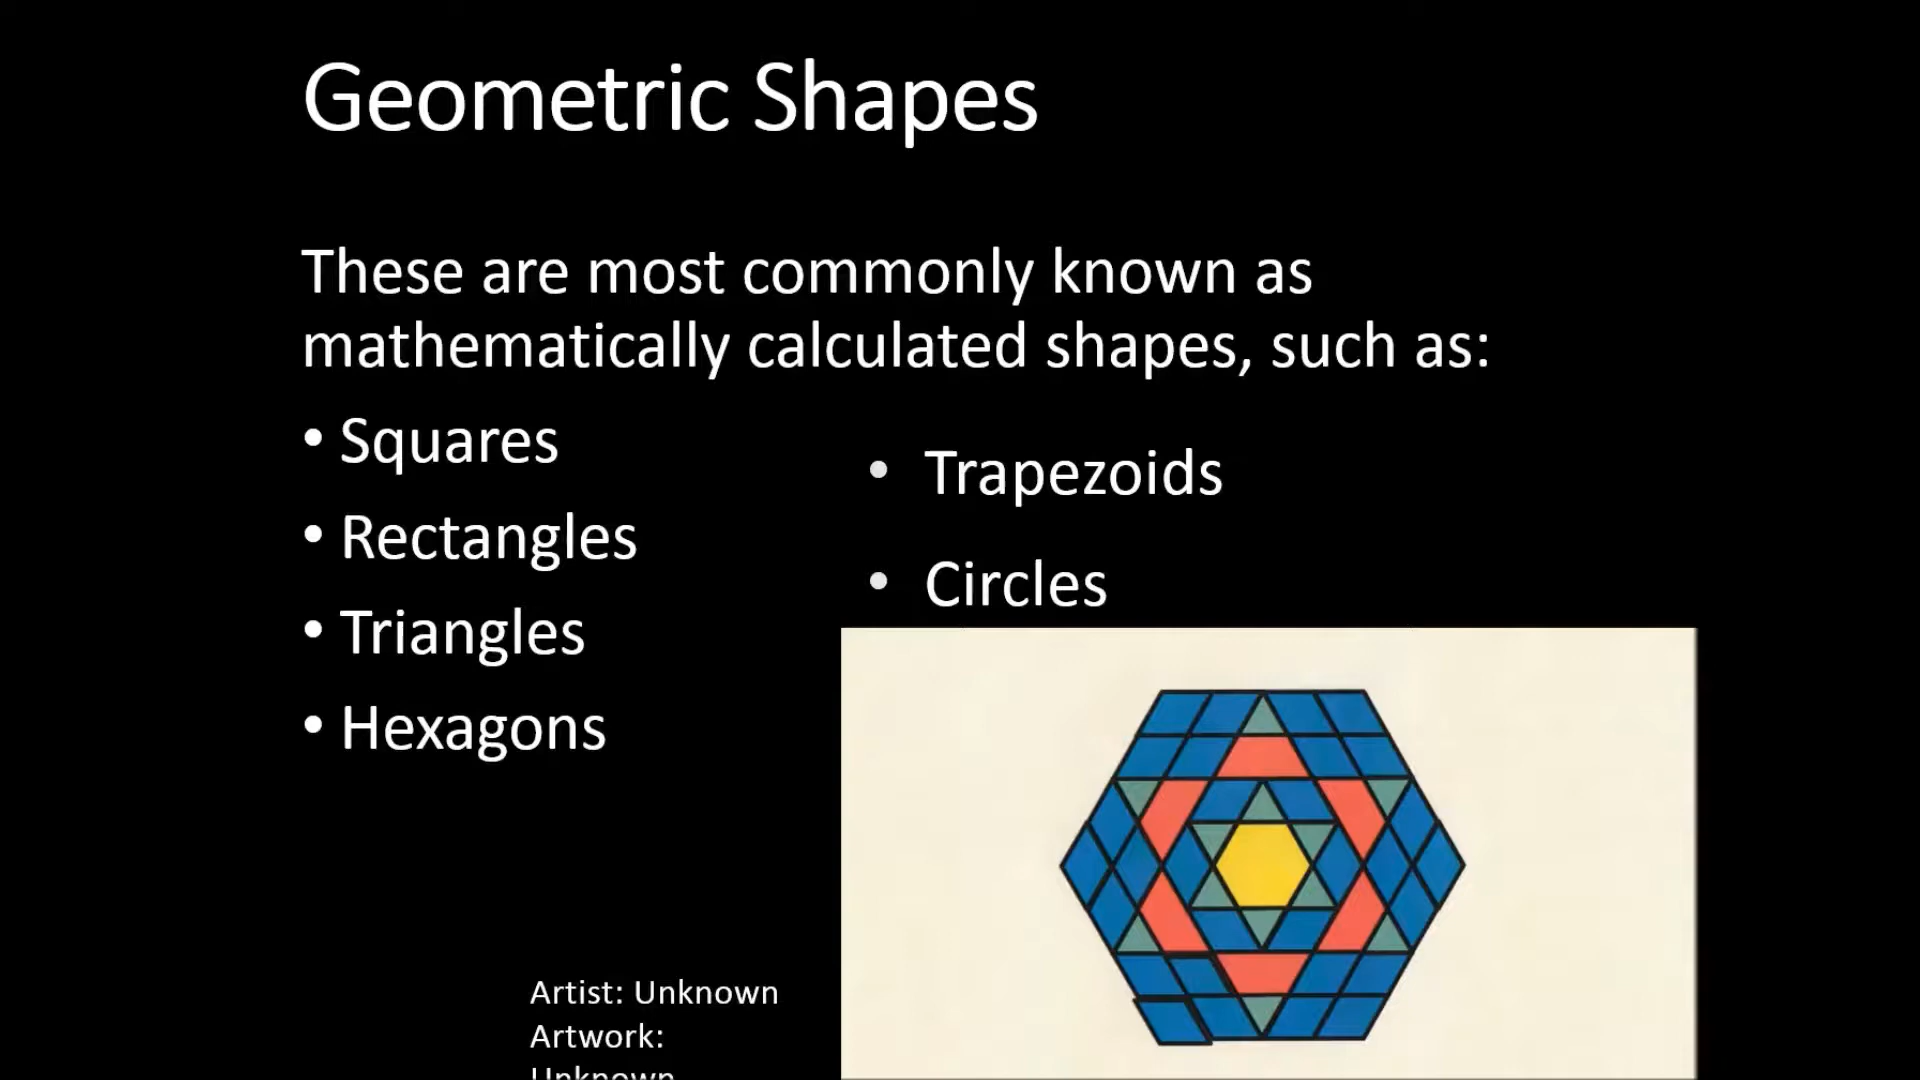 Geometric Shapes
These are most commonly known as
mathematically calculated shapes, such as:
• Squares
• Rectangles
• Triangles
• Hexagons
• Trapezoids
• Circles
Artist: Unknown
Artwork:
Unknown